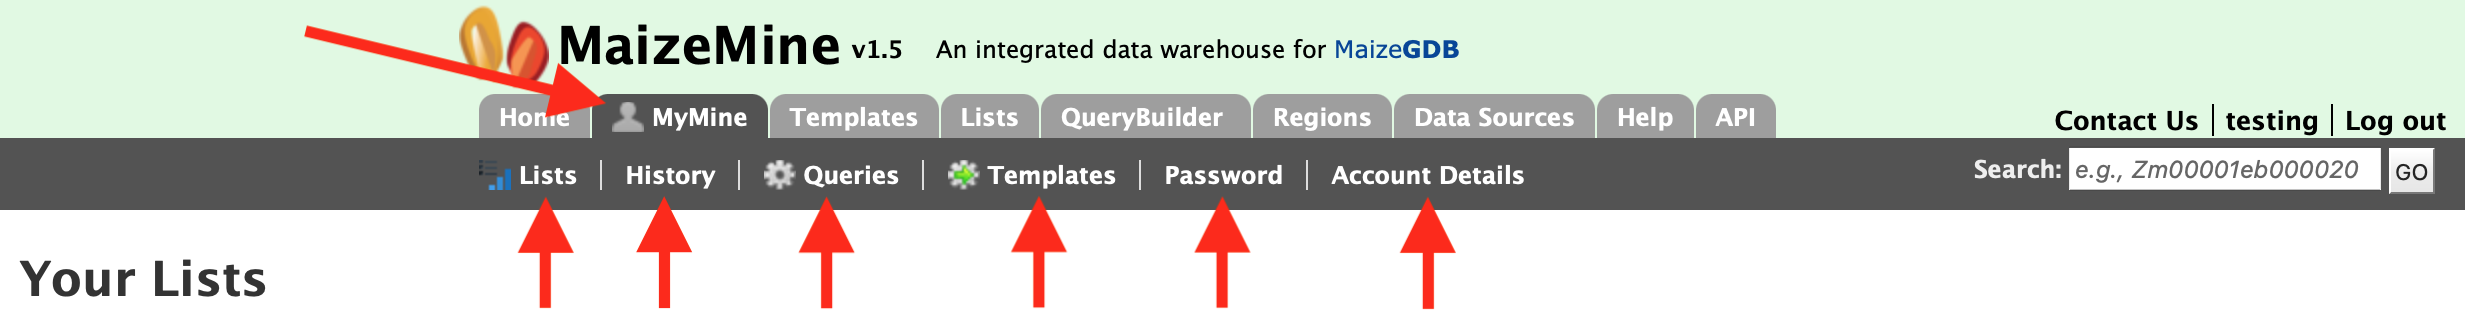 MaizeMine v1.5 An integrated data warehouse for MaizeGDB
Home MyMine Templates Lists QueryBuilder Regions Data Sources Help API
Contact Us testing Log out
Lists History Queries Templates Password Account Details
Search: e.g., Zm00001eb000020 GO
Your Lists